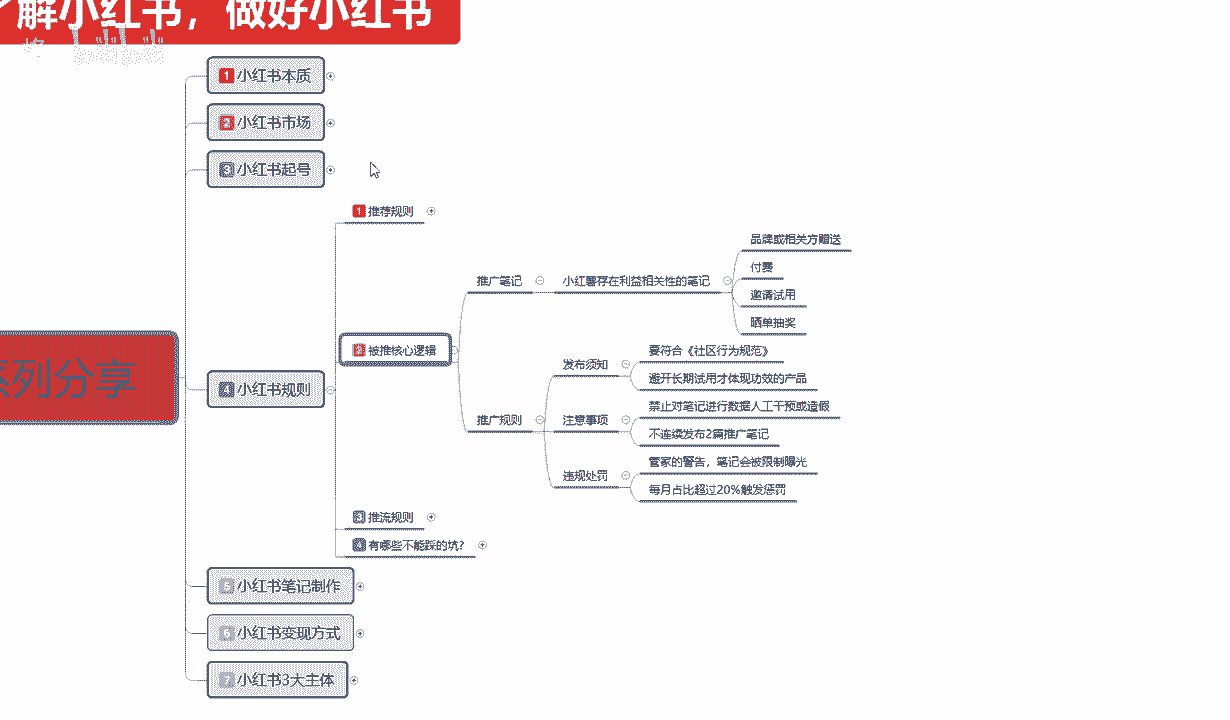 解小红书，做好小红书
1 小红书本质
2 小红书市场
3 小红书起号
1 推荐规则
品牌或相关方赠送
付费
推广笔记
小红薯存在利益相关性的笔记
邀请试用
晒单抽奖
2 被推核心逻辑
要符合《社区行为规范》
发布须知
系列分享
避开长期试用才体现功效的产品
4 小红书规则
禁止对笔记进行数据人工干预或造假
推广规则
注意事项
不连续发布2篇推广笔记
管家的警告，笔记会被限制曝光
违规处罚
每月占比超过20%触发惩罚
3 推流规则
4 有哪些不能踩的坑?
5 小红书笔记制作
6 小红书变现方式
7 小红书3大主体